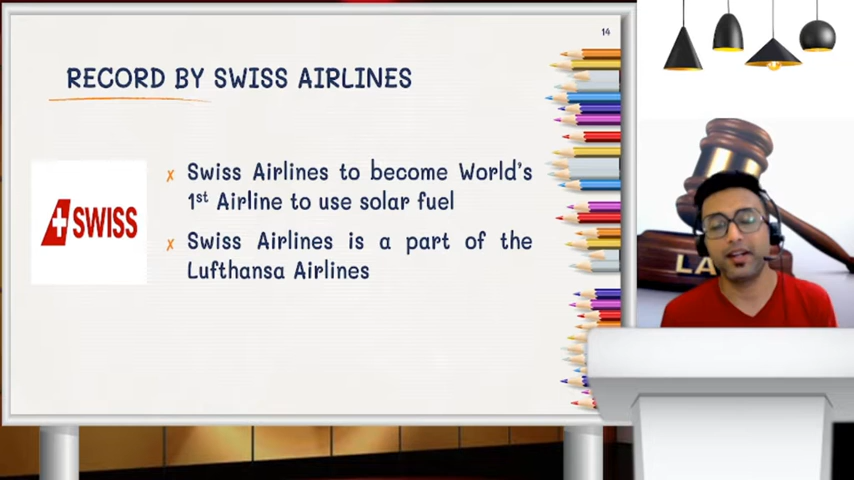 14
RECORD BY SWISS AIRLINES
Swiss Airlines to become World's
1st Airline to use solar fuel
SWISS
Swiss Airlines is a part of the
Lufthansa Airlines
LA